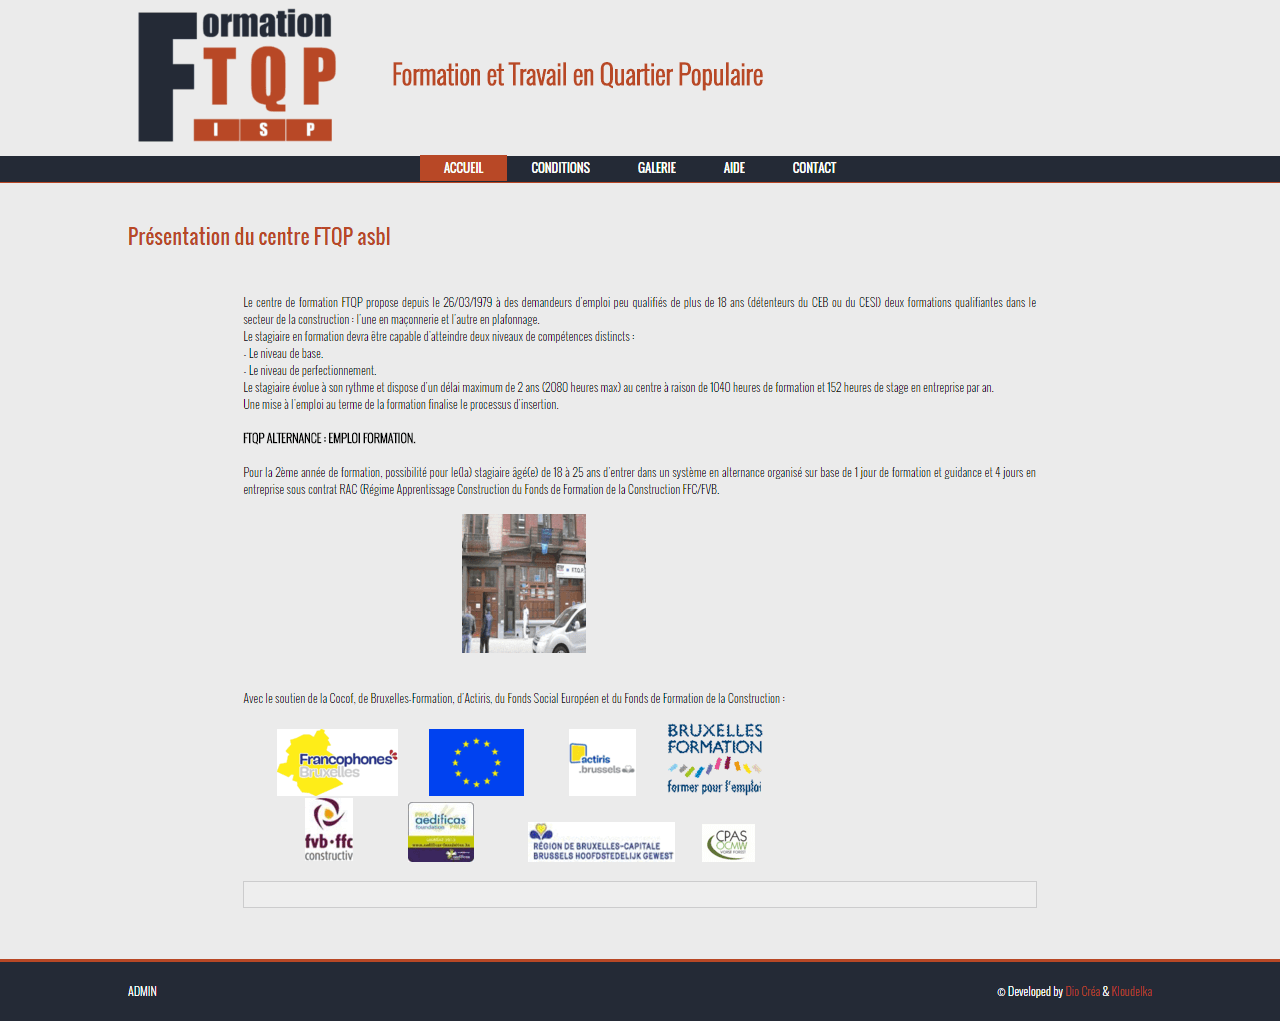 Formation
TQP
ISP
Formation et Travail en Quartier Populaire
ACCUEIL CONDITIONS GALERIE AIDE CONTACT
Présentation du centre FTQP asbl
Le centre de formation FTQP propose depuis le 26/03/1979 à des demandeurs d'emploi peu qualifiés de plus de 18 ans (détenteurs du CEB ou du CESI) deux formations qualifiantes dans le
secteur de la construction : l'une en maçonnerie et l'autre en plafonnage.
Le stagiaire en formation devra être capable d'atteindre deux niveaux de compétences distincts :
- Le niveau de base.
- Le niveau de perfectionnement.
Le stagiaire évolue à son rythme et dispose d'un délai maximum de 2 ans (2080 heures max) au centre à raison de 1040 heures de formation et 152 heures de stage en entreprise par an.
Une mise à l'emploi au terme de la formation finalise le processus d'insertion.
FTQP ALTERNANCE : EMPLOI FORMATION.
Pour la 2ème année de formation, possibilité pour le(la) stagiaire âgé(e) de 18 à 25 ans d'entrer dans un système en alternance organisé sur base de 1 jour de formation et guidance et 4 jours en
entreprise sous contrat RAC (Régime Apprentissage Construction du Fonds de Formation de la Construction FFC/FVB.
F.T.Q.P.
Avec le soutien de la Cocof, de Bruxelles-Formation, d'Actiris, du Fonds Social Européen et du Fonds de Formation de la Construction :
Francophones
Bruxelles
actiris
.brussels
BRUXELLES
FORMATION
former pour l'emploi
fvb·ffc
constructiv
aedificas
foundation
RÉGION DE BRUXELLES-CAPITALE
BRUSSELS HOOFDSTEDELIJK GEWEST
CPAS
OCMW
ADMIN
© Developed by Dio Créa & Kloudelka